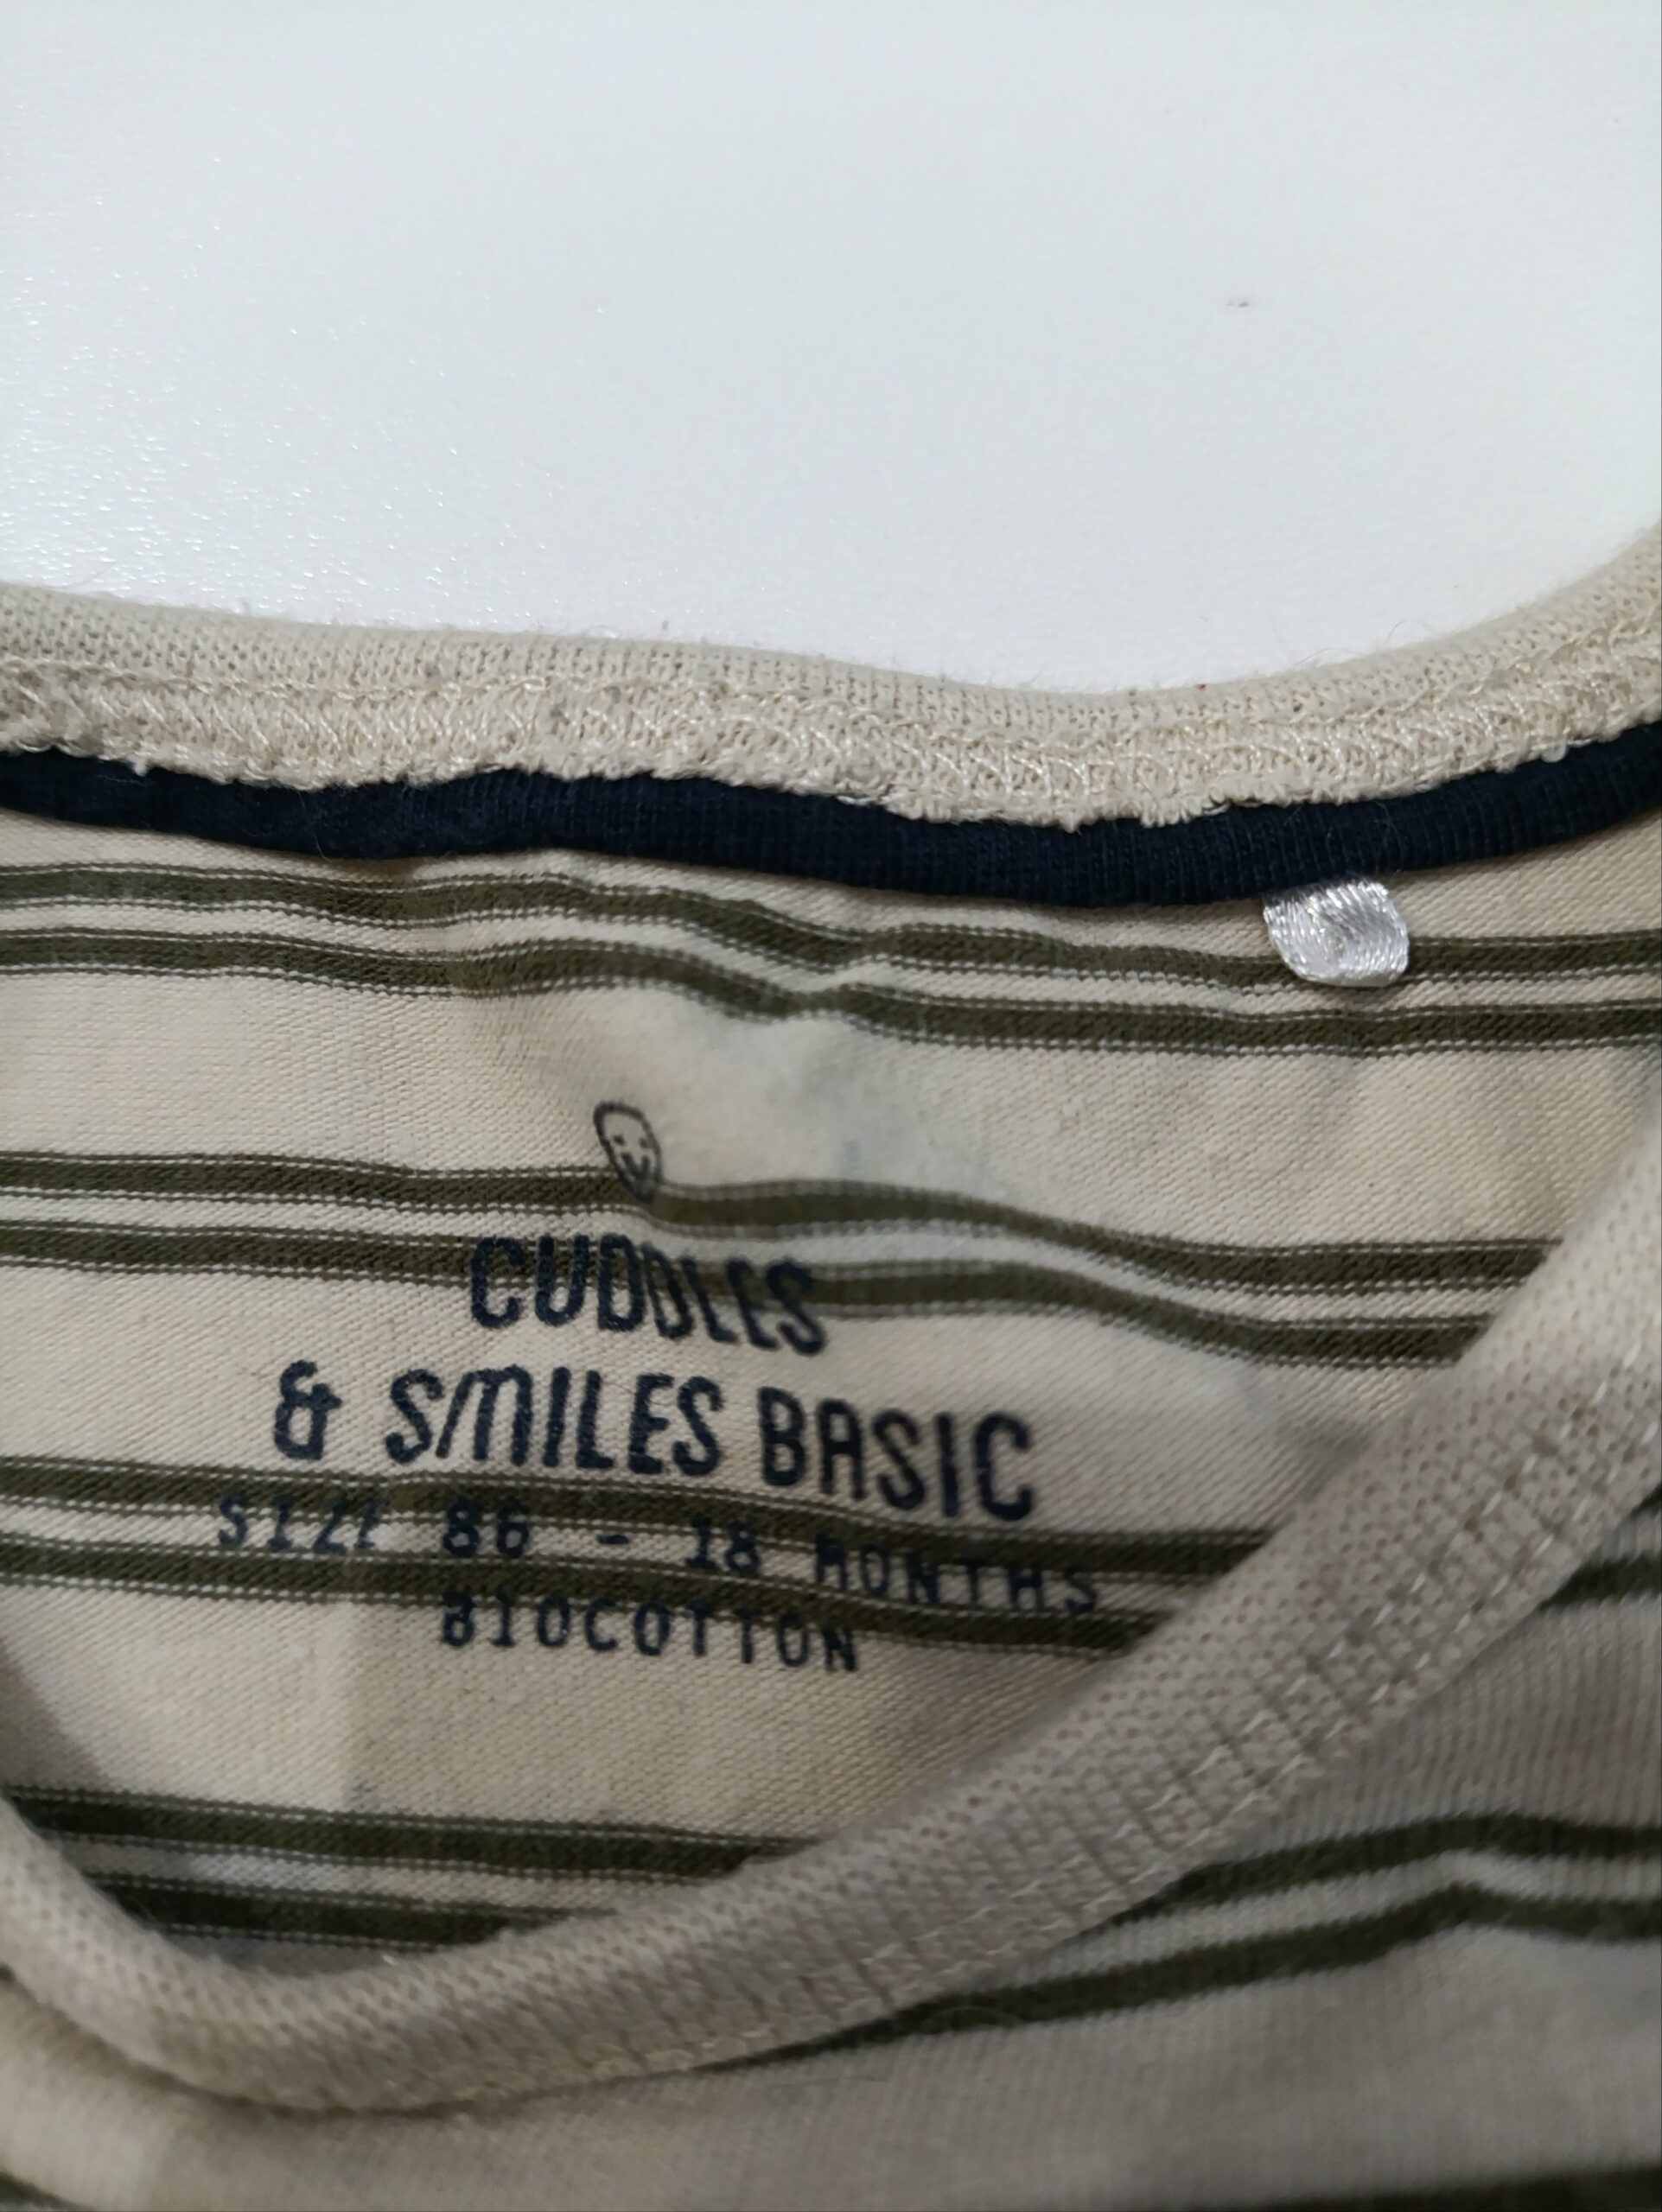 CUDDLES
& SMILES BASIC
SIZE 86 - 18 MONTHS
BIOCOTTON